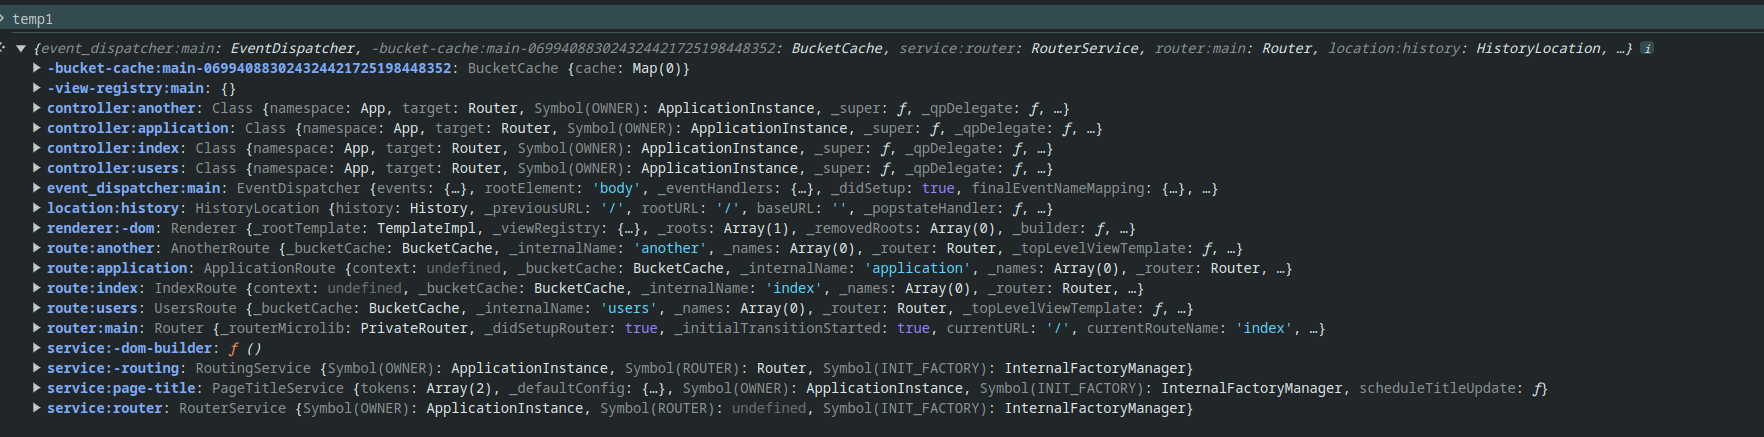 temp1
{event_dispatcher:main: EventDispatcher, -bucket-cache:main-0699408830243244217251984483​52: BucketCache, service:router: RouterService, router:main: Router, location:history: HistoryLocation, …} i
-bucket-cache:main-069940883024324421725198448352: BucketCache {cache: Map(0)}
-view-registry:main: {}
controller:another: Class {namespace: App, target: Router, Symbol(OWNER): ApplicationInstance, _super: ƒ, _qpDelegate: ƒ, …}
controller:application: Class {namespace: App, target: Router, Symbol(OWNER): ApplicationInstance, _super: ƒ, _qpDelegate: ƒ, …}
controller:index: Class {namespace: App, target: Router, Symbol(OWNER): ApplicationInstance, _super: ƒ, _qpDelegate: ƒ, …}
controller:users: Class {namespace: App, target: Router, Symbol(OWNER): ApplicationInstance, _super: ƒ, _qpDelegate: ƒ, …}
event_dispatcher:main: EventDispatcher {events: {…}, rootElement: 'body', _eventHandlers: {…}, _didSetup: true, finalEventNameMapping: {…}, …}
location:history: HistoryLocation {history: History, _previousURL: '/', rootURL: '/', baseURL: '', _popstateHandler: ƒ, …}
renderer:-dom: Renderer {_rootTemplate: TemplateImpl, _viewRegistry: {…}, _roots: Array(1), _removedRoots: Array(0), _builder: ƒ, …}
route:another: AnotherRoute {_bucketCache: BucketCache, _internalName: 'another', _names: Array(0), _router: Router, _topLevelViewTemplate: ƒ, …}
route:application: ApplicationRoute {context: undefined, _bucketCache: BucketCache, _internalName: 'application', _names: Array(0), _router: Router, …}
route:index: IndexRoute {context: undefined, _bucketCache: BucketCache, _internalName: 'index', _names: Array(0), _router: Router, …}
route:users: UsersRoute {_bucketCache: BucketCache, _internalName: 'users', _names: Array(0), _router: Router, _topLevelViewTemplate: ƒ, …}
router:main: Router {_routerMicrolib: PrivateRouter, _didSetupRouter: true, _initialTransitionStarted: true, currentURL: '/', currentRouteName: 'index', …}
service:-dom-builder: ƒ ()
service:-routing: RoutingService {Symbol(OWNER): ApplicationInstance, Symbol(ROUTER): Router, Symbol(INIT_FACTORY): InternalFactoryManager}
service:page-title: PageTitleService {tokens: Array(2), _defaultConfig: {…}, Symbol(OWNER): ApplicationInstance, Symbol(INIT_FACTORY): InternalFactoryManager, scheduleTitleUpdate: ƒ}
service:router: RouterService {Symbol(OWNER): ApplicationInstance, Symbol(ROUTER): undefined, Symbol(INIT_FACTORY): InternalFactoryManager}